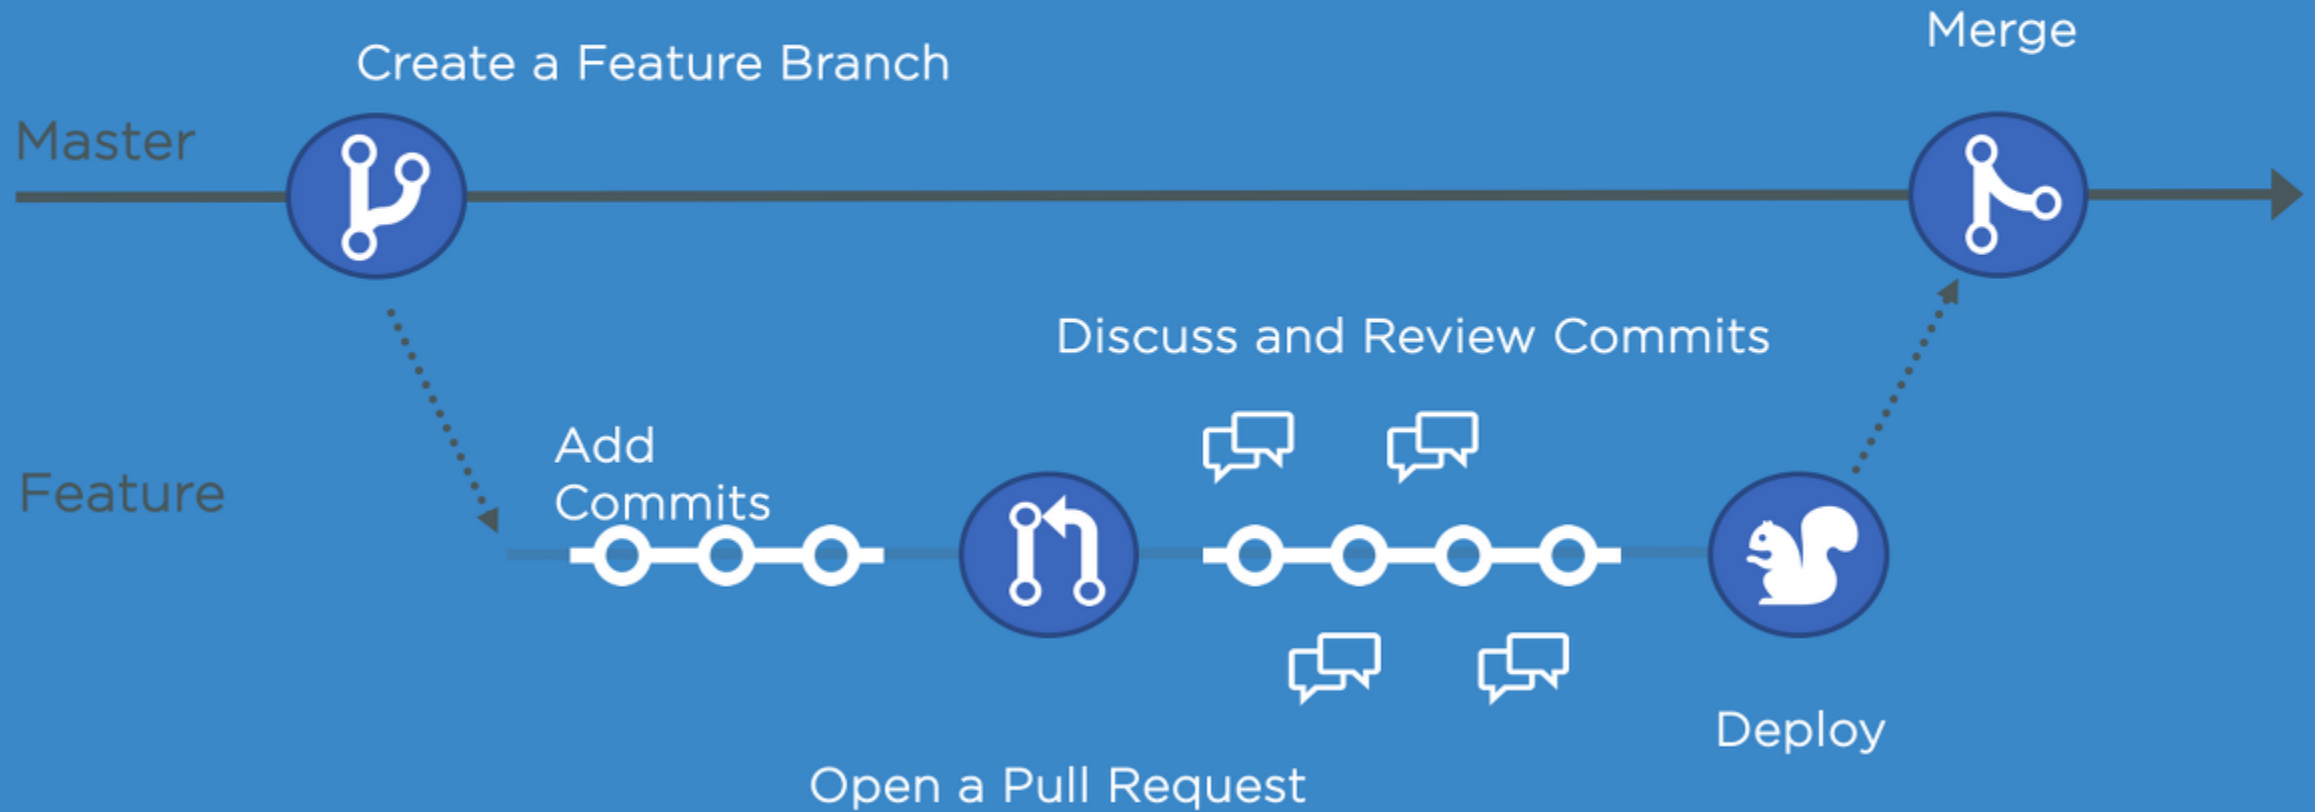 Create a Feature Branch
Merge
Master
Discuss and Review Commits
Add
Commits
Feature
Deploy
Open a Pull Request